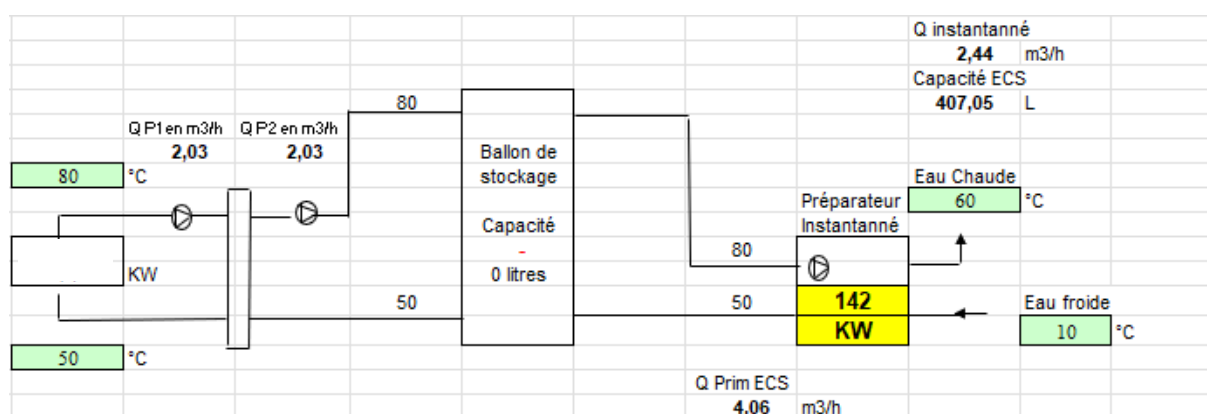 Q instantanné
2,44 m3/h
Capacité ECS
407,05 L
80
Q P1 en m3/h Q P2 en m3/h
2,03 2,03
Ballon de
stockage
80 °C
Eau Chaude
60 °C
Préparateur
Instantanné
Capacité
-
0 litres
KW
80
50
50
142
KW
Eau froide
10 °C
50 °C
Q Prim ECS
4,06 m3/h